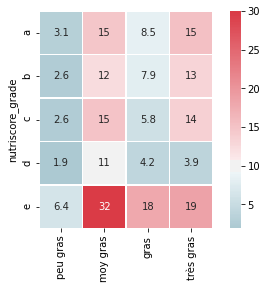 30
a 3.1 15 8.5 15
25
b 2.6 12 7.9 13
20
nutriscore_grade
c 2.6 15 5.8 14
15
d 1.9 11 4.2 3.9
10
e 6.4 32 18 19
5
peu gras
moy gras
gras
très gras